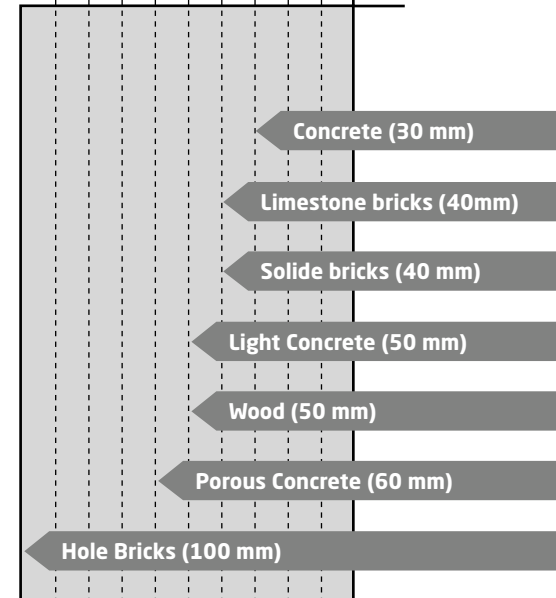 Concrete (30 mm)
Limestone bricks (40mm)
Solide bricks (40 mm)
Light Concrete (50 mm)
Wood (50 mm)
Porous Concrete (60 mm)
Hole Bricks (100 mm)